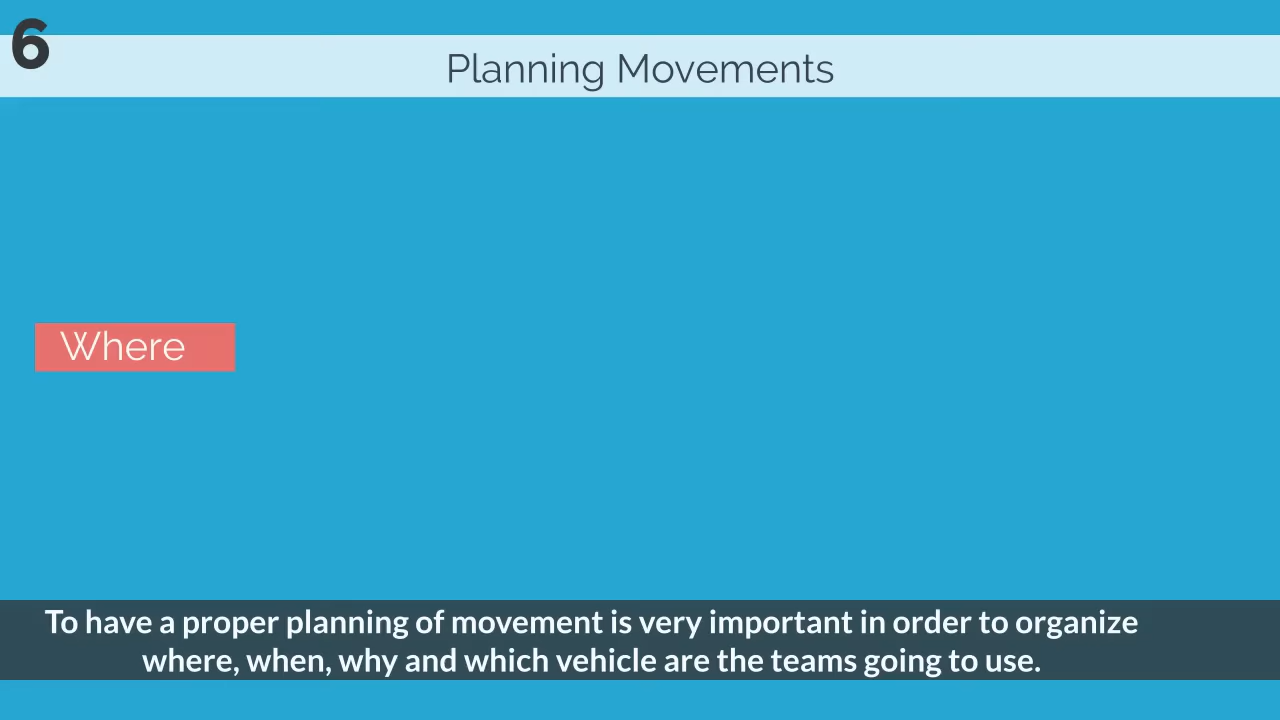 6
Planning Movements
Where
To have a proper planning of movement is very important in order to organize
where, when, why and which vehicle are the teams going to use.